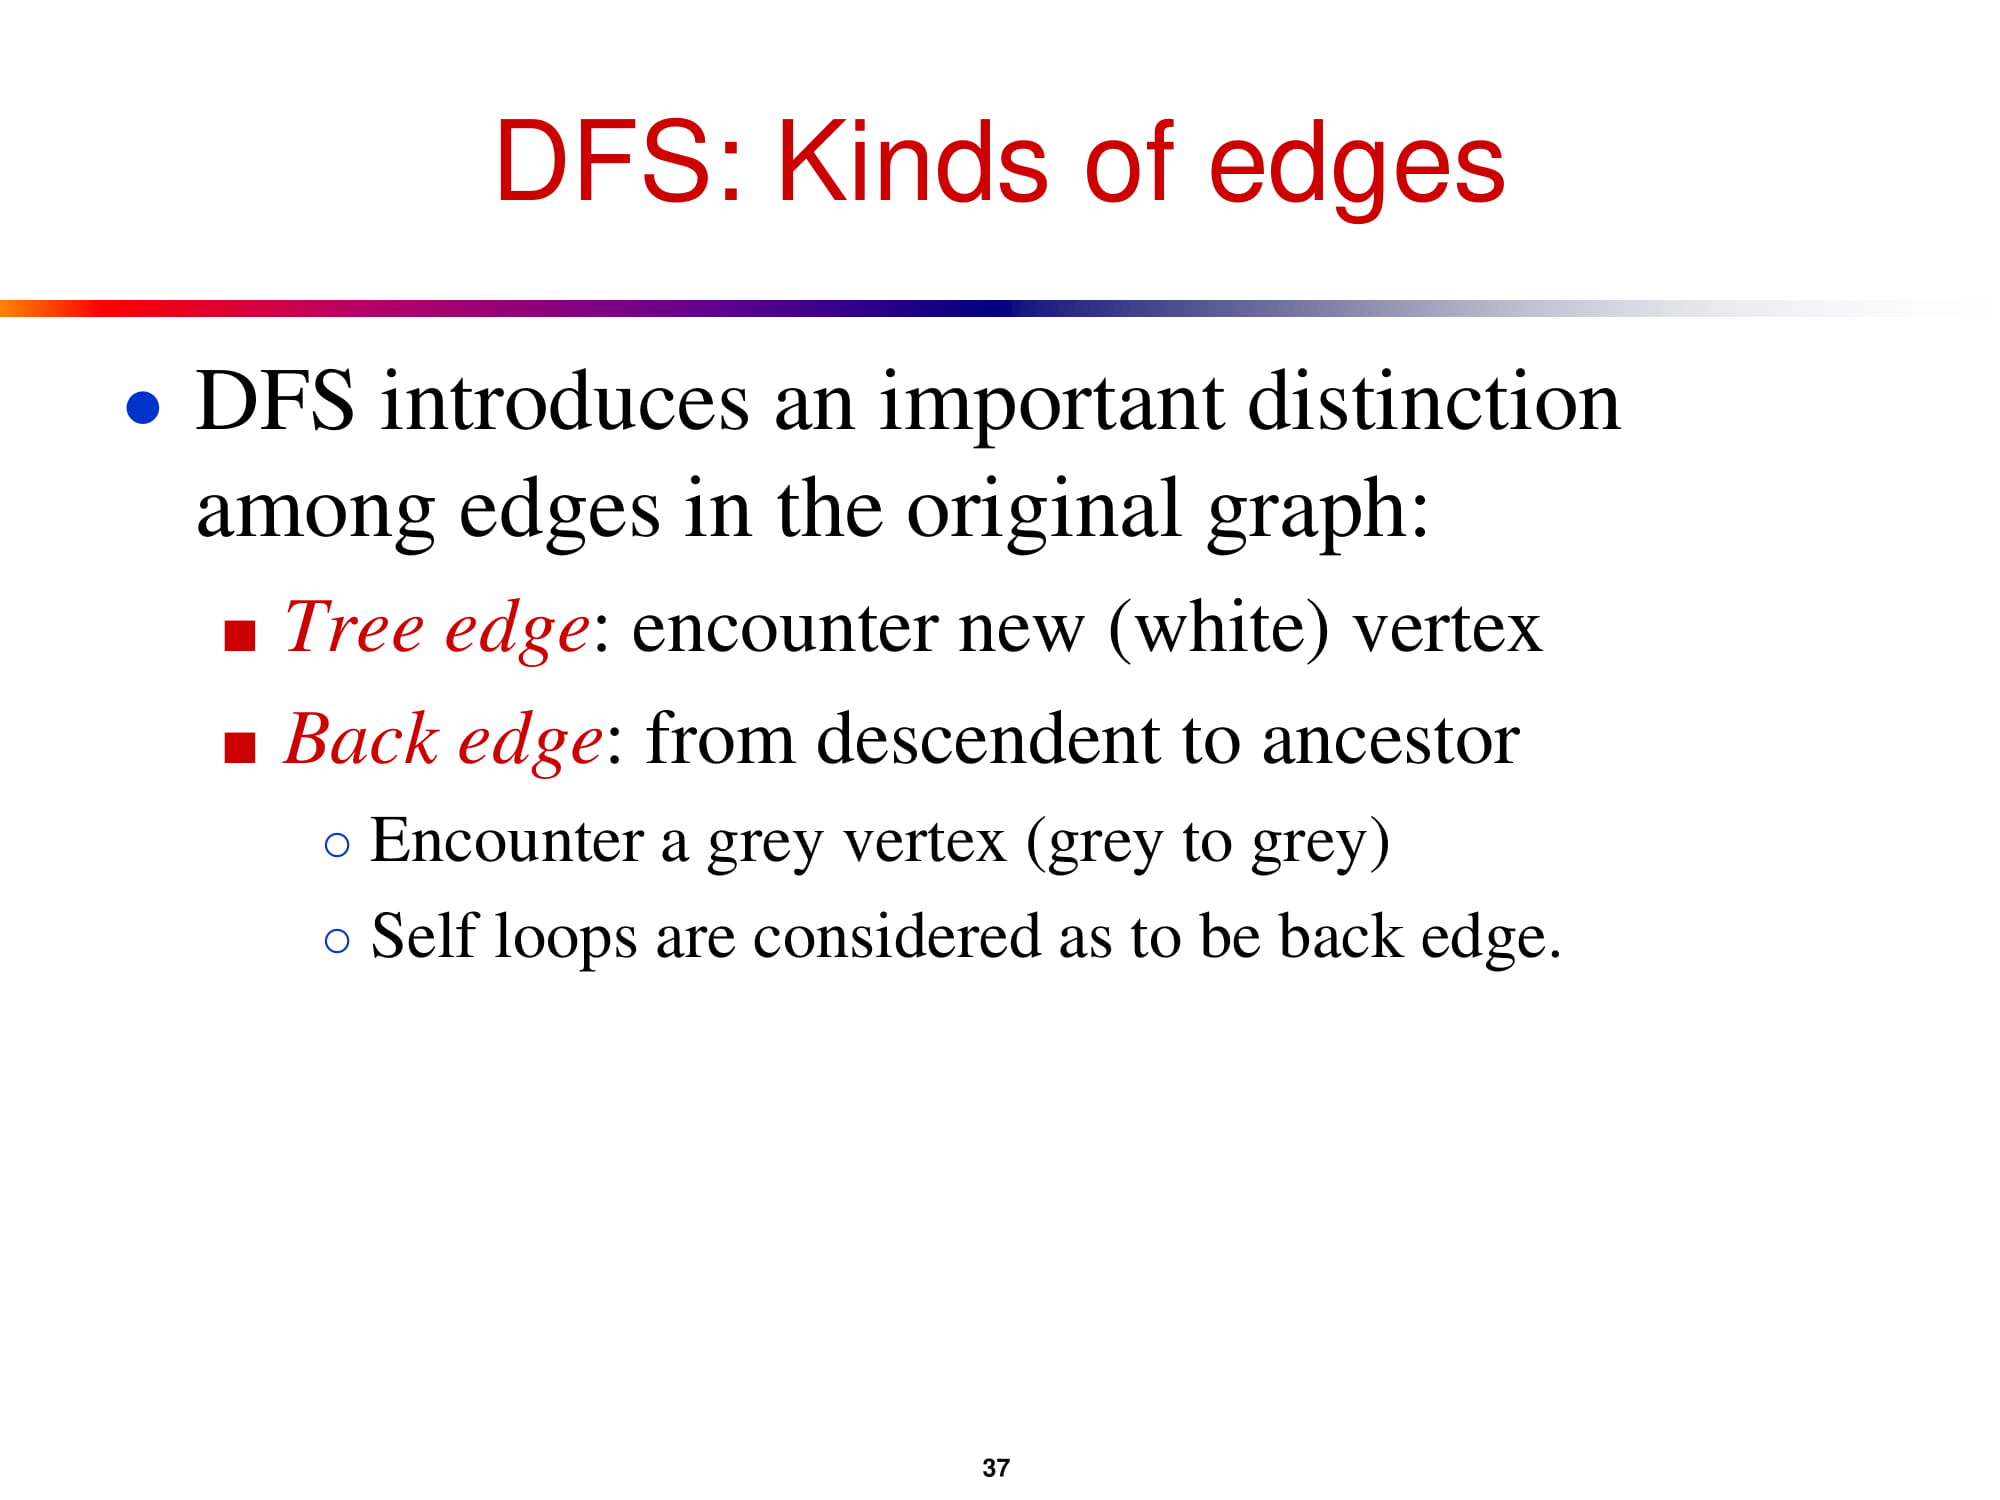 DFS: Kinds of edges
● DFS introduces an important distinction
among edges in the original graph:
■ Tree edge: encounter new (white) vertex
■ Back edge: from descendent to ancestor
○ Encounter a grey vertex (grey to grey)
○ Self loops are considered as to be back edge.
37